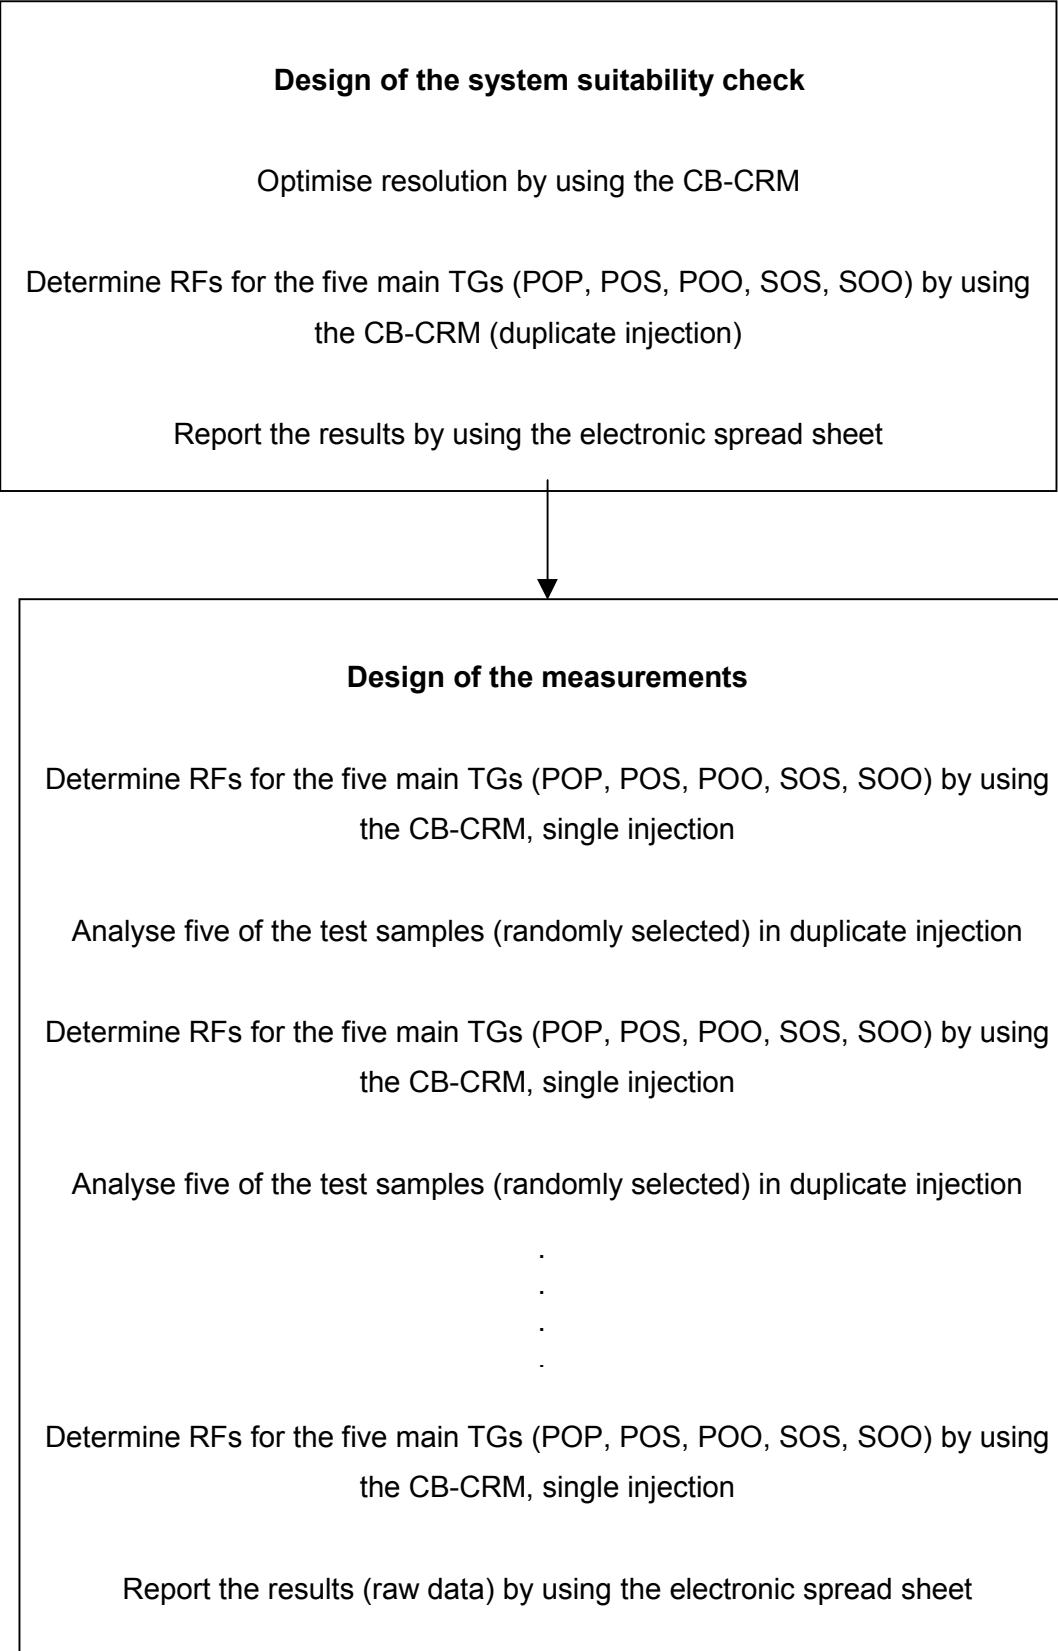 Design of the system suitability check
Optimise resolution by using the CB-CRM
Determine RFs for the five main TGs (POP, POS, POO, SOS, SOO) by using
the CB-CRM (duplicate injection)
Report the results by using the electronic spread sheet
Design of the measurements
Determine RFs for the five main TGs (POP, POS, POO, SOS, SOO) by using
the CB-CRM, single injection
Analyse five of the test samples (randomly selected) in duplicate injection
Determine RFs for the five main TGs (POP, POS, POO, SOS, SOO) by using
the CB-CRM, single injection
Analyse five of the test samples (randomly selected) in duplicate injection
.
.
.
.
Determine RFs for the five main TGs (POP, POS, POO, SOS, SOO) by using
the CB-CRM, single injection
Report the results (raw data) by using the electronic spread sheet